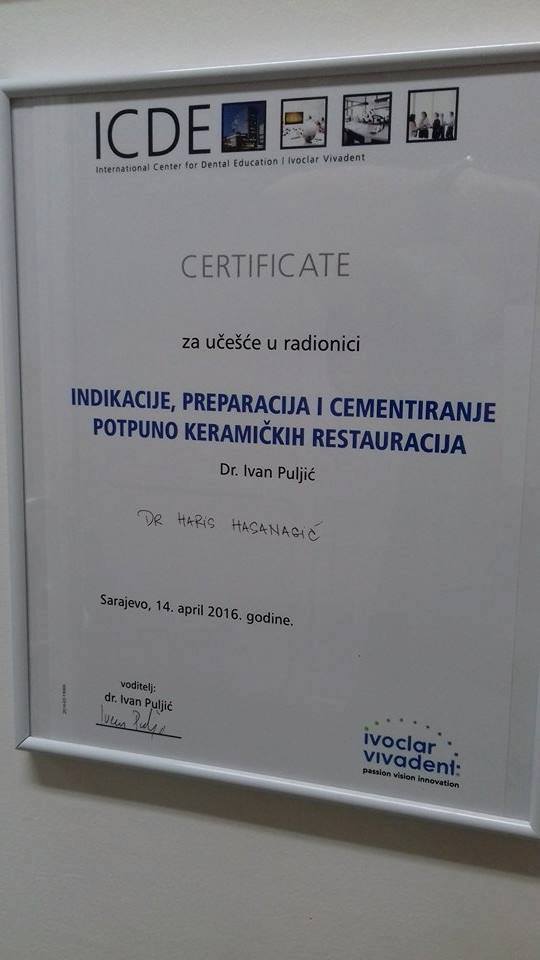 ICDE
International Center for Dental Education | Ivoclar Vivadent
CERTIFICATE
za učešće u radionici
INDIKACIJE, PREPARACIJA I CEMENTIRANJE
POTPUNO KERAMIČKIH RESTAURACIJA
Dr. Ivan Puljić
DR HARIS HASANAGIĆ
Sarajevo, 14. april 2016. godine.
voditelj:
dr. Ivan Puljić
ivoclar
vivadent:
passion vision innovation